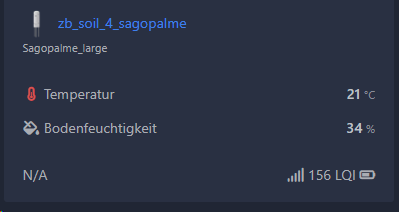 zb_soil_4_sagopalme
Sagopalme_large
Temperatur 21 °C
Bodenfeuchtigkeit 34 %
N/A 156 LQI